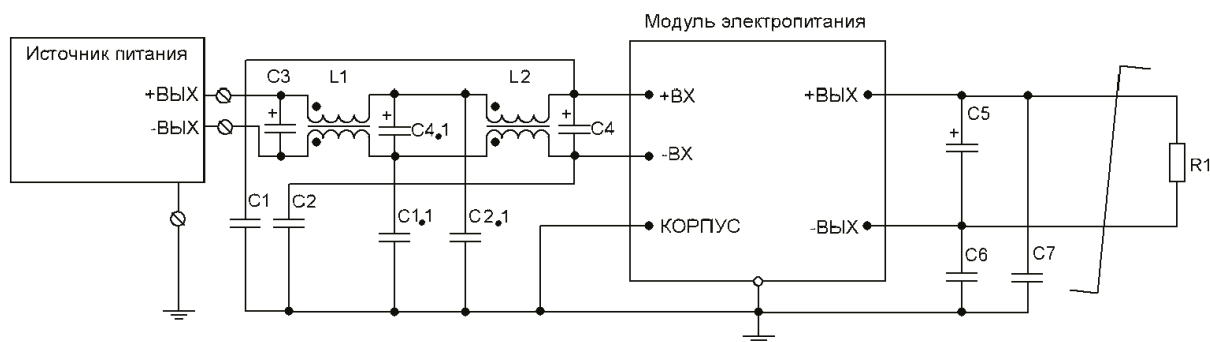 Модуль электропитания
Источник питания
+ВЫХ
-ВЫХ
C3
L1
L2
+
+
+
C4.1
C4
C1
C2
C1.1
C2.1
+ВХ
-ВХ
КОРПУС
+ВЫХ
-ВЫХ
C5
+
R1
C6
C7